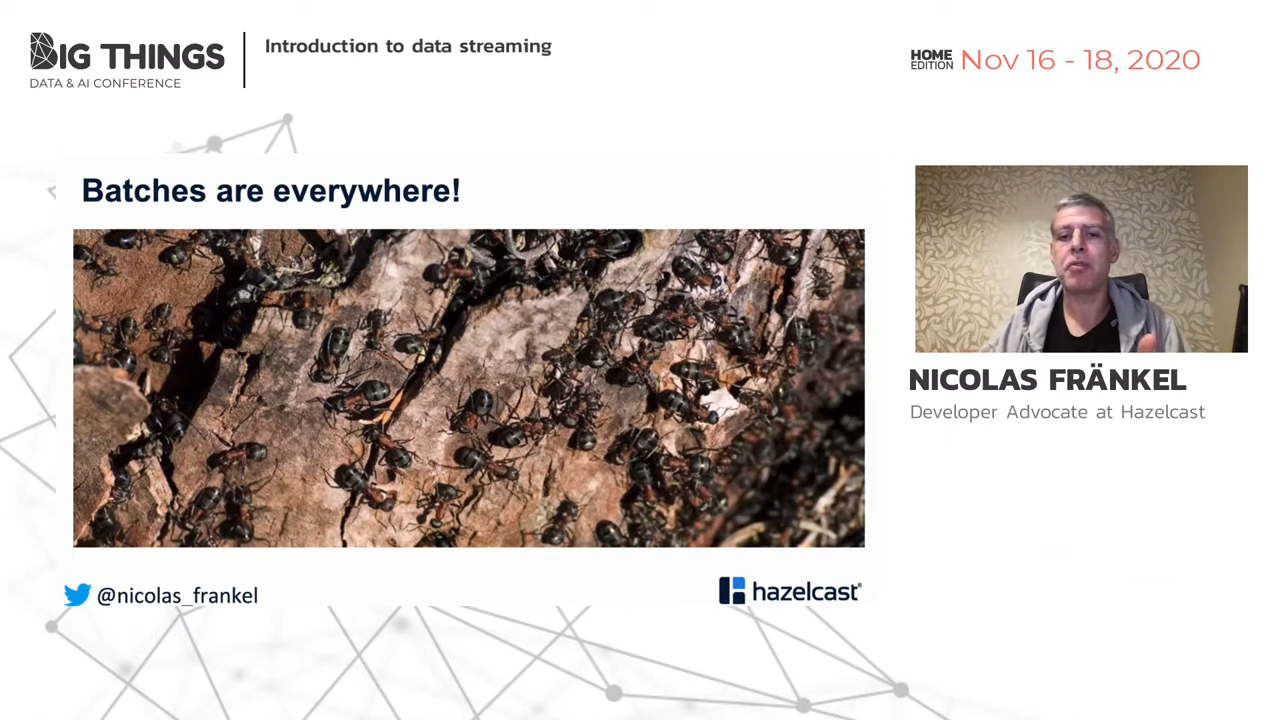 BIG THINGS
DATA & AI CONFERENCE
Introduction to data streaming
HOME
EDITION
Nov 16 - 18, 2020
Batches are everywhere!
NICOLAS FRÄNKEL
Developer Advocate at Hazelcast
@nicolas_frankel
hazelcast®